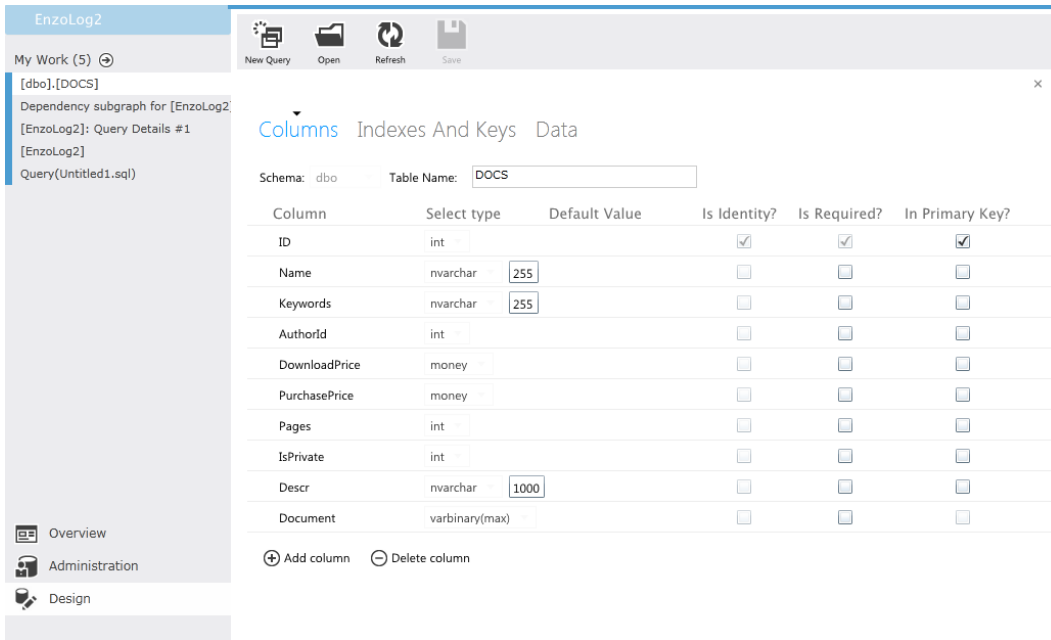 EnzoLog2
My Work (5)
[dbo].[DOCS]
Dependency subgraph for [EnzoLog2]
[EnzoLog2]: Query Details #1
[EnzoLog2]
Query(Untitled1.sql)
Overview
Administration
Design
New Query Open Refresh Save
Columns Indexes And Keys Data
Schema: dbo Table Name: DOCS
Column Select type Default Value Is Identity? Is Required? In Primary Key?
ID int
Name nvarchar 255
Keywords nvarchar 255
AuthorId int
DownloadPrice money
PurchasePrice money
Pages int
IsPrivate int
Descr nvarchar 1000
Document varbinary(max)
Add column Delete column